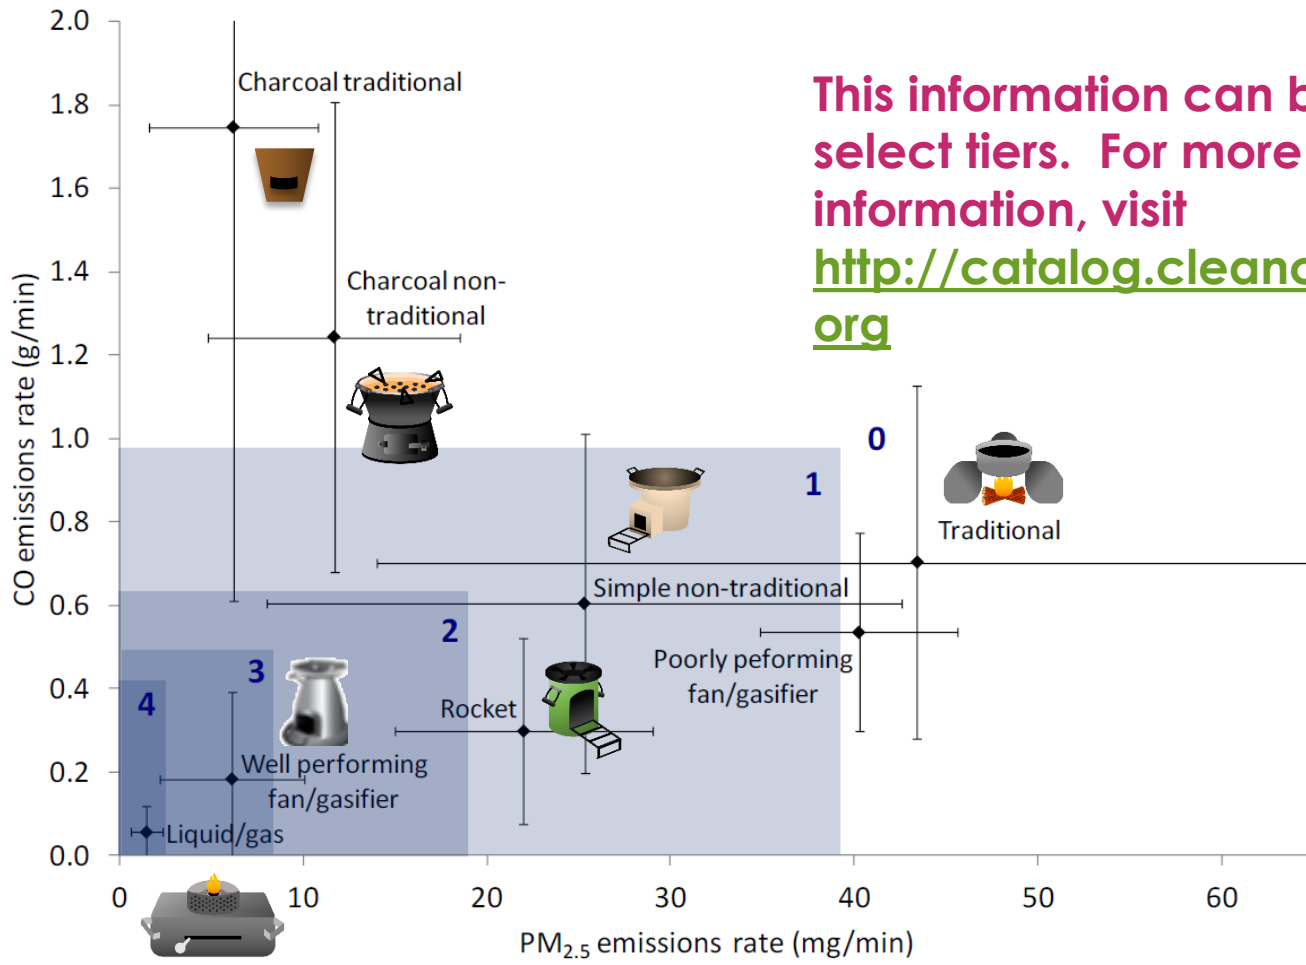 2.0
1.8
1.6
1.4
1.2
1.0
0.8
0.6
0.4
0.2
0.0
CO emissions rate (g/min)
Charcoal traditional
Charcoal non-
traditional
This information can b
select tiers.  For more
information, visit
http://catalog.cleanc
org
0
1
2
3
4
Traditional
Simple non-traditional
Poorly peforming
fan/gasifier
Rocket
Well performing
fan/gasifier
Liquid/gas
0 10 20 30 40 50 60
PM2.5 emissions rate (mg/min)